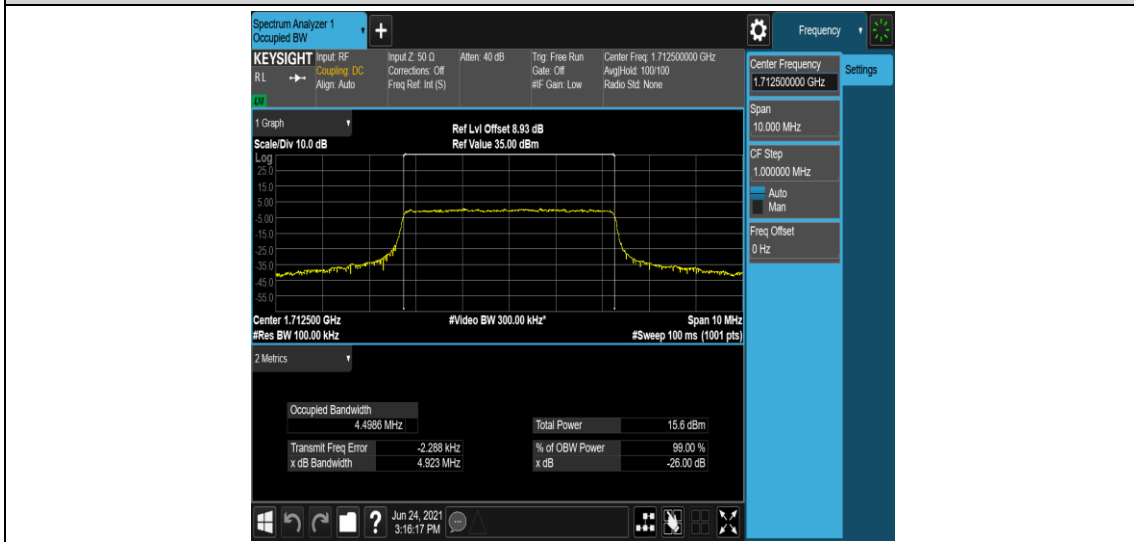 Spectrum Analyzer 1
Occupied BW
Frequency
KEYSIGHT
RL
LXI
Input: RF
Coupling: DC
Align: Auto
Input Z: 50 Ω
Corrections: Off
Freq Ref: Int (S)
Atten: 40 dB
Trig: Free Run
Gate: Off
#IF Gain: Low
Center Freq: 1.712500000 GHz
Avg|Hold: 100/100
Radio Std: None
Center Frequency
1.712500000 GHz
Settings
Span
10.000 MHz
CF Step
1.000000 MHz
Auto
Man
Freq Offset
0 Hz
1 Graph
Scale/Div 10.0 dB
Ref Lvl Offset 8.93 dB
Ref Value 35.00 dBm
Log
25.0
15.0
5.00
-5.00
-15.0
-25.0
-35.0
-45.0
-55.0
Center 1.712500 GHz
#Video BW 300.00 kHz*
Span 10 MHz
#Res BW 100.00 kHz
#Sweep 100 ms (1001 pts)
2 Metrics
Occupied Bandwidth
4.4986 MHz
Total Power 15.6 dBm
Transmit Freq Error -2.288 kHz
% of OBW Power 99.00 %
x dB Bandwidth 4.923 MHz
x dB -26.00 dB
Jun 24, 2021
3:16:17 PM